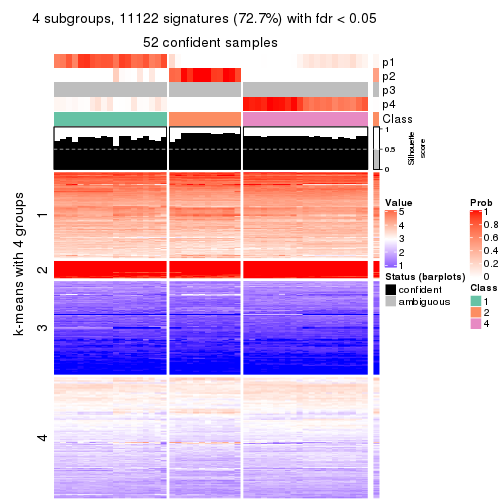 4 subgroups, 11122 signatures (72.7%) with fdr < 0.05
52 confident samples
p1
p2
p3
p4
Class
1
0.5
0
Silhouette
score
k-means with 4 groups
1
2
3
4
Value
5
4
3
2
1
Status (barplots)
confident
ambiguous
Prob
1
0.8
0.6
0.4
0.2
0
Class
1
2
4